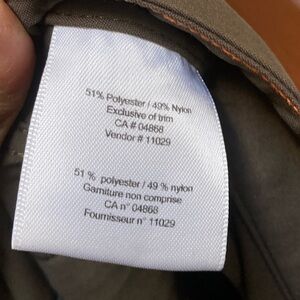 51% Polyester / 49% Nylon
Exclusive of trim
CA # 04868
Vendor # 11029
51 % polyester / 49 % nylon
Garniture non comprise
CA n° 04868
Fournisseur n° 11029